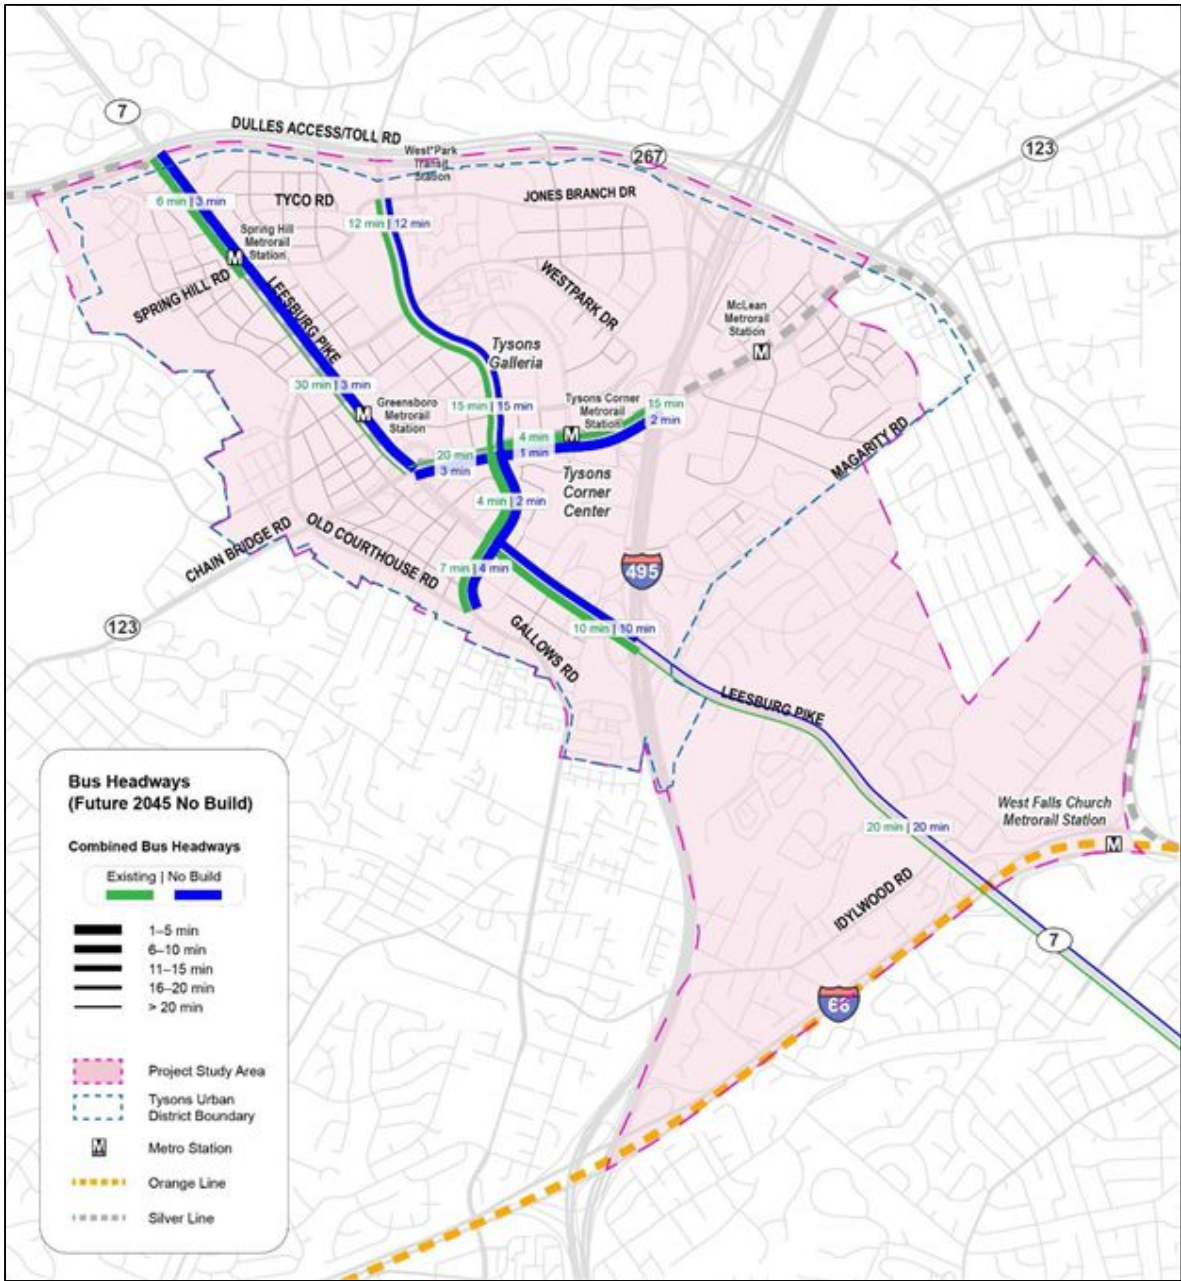 7
DULLES ACCESS/TOLL RD
West*Park
Transit
Station
267
123
6 min | 3 min
TYCO RD
JONES BRANCH DR
12 min | 12 min
Spring Hill
Metrorail
Station
M
SPRING HILL RD
LEESBURG PIKE
WESTPARK DR
McLean
Metrorail
Station
M
Tysons
Galleria
30 min | 3 min
M
Greensboro
Metrorail
Station
15 min | 15 min
Tysons Corner
Metrorail
Station
M
15 min
2 min
4 min
1 min
20 min
3 min
MAGARITY RD
Tysons
Corner
Center
4 min | 2 min
CHAIN BRIDGE RD
OLD COURTHOUSE RD
7 min | 4 min
495
123
GALLOWS RD
10 min | 10 min
LEESBURG PIKE
West Falls Church
Metrorail Station
M
20 min | 20 min
IDYLWOOD RD
7
66
Bus Headways
(Future 2045 No Build)
Combined Bus Headways
Existing | No Build
1–5 min
6–10 min
11–15 min
16–20 min
> 20 min
Project Study Area
Tysons Urban
District Boundary
M
Metro Station
Orange Line
Silver Line